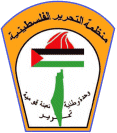 منظمة التحرير الفلسطينية
وحدة وطنية
تعبئة قومية
تحرير